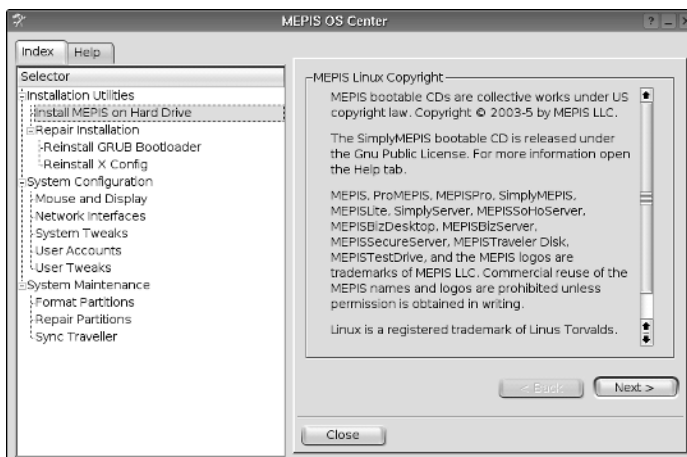 MEPIS OS Center
Index
Help
Selector
Installation Utilities
Install MEPIS on Hard Drive
Repair Installation
Reinstall GRUB Bootloader
Reinstall X Config
System Configuration
Mouse and Display
Network Interfaces
System Tweaks
User Accounts
User Tweaks
System Maintenance
Format Partitions
Repair Partitions
Sync Traveller
MEPIS Linux Copyright
MEPIS bootable CDs are collective works under US
copyright law. Copyright © 2003-5 by MEPIS LLC.
The SimplyMEPIS bootable CD is released under
the Gnu Public License. For more information open
the Help tab.
MEPIS, ProMEPIS, MEPISPro, SimplyMEPIS,
MEPISLite, SimplyServer, MEPISSoHoServer,
MEPISBizDesktop, MEPISBizServer,
MEPISSecureServer, MEPISTraveler Disk,
MEPISTestDrive, and the MEPIS logos are
trademarks of MEPIS LLC. Commercial reuse of the
MEPIS names and logos are prohibited unless
permission is obtained in writing.
Linux is a registered trademark of Linus Torvalds.
< Back
Next >
Close